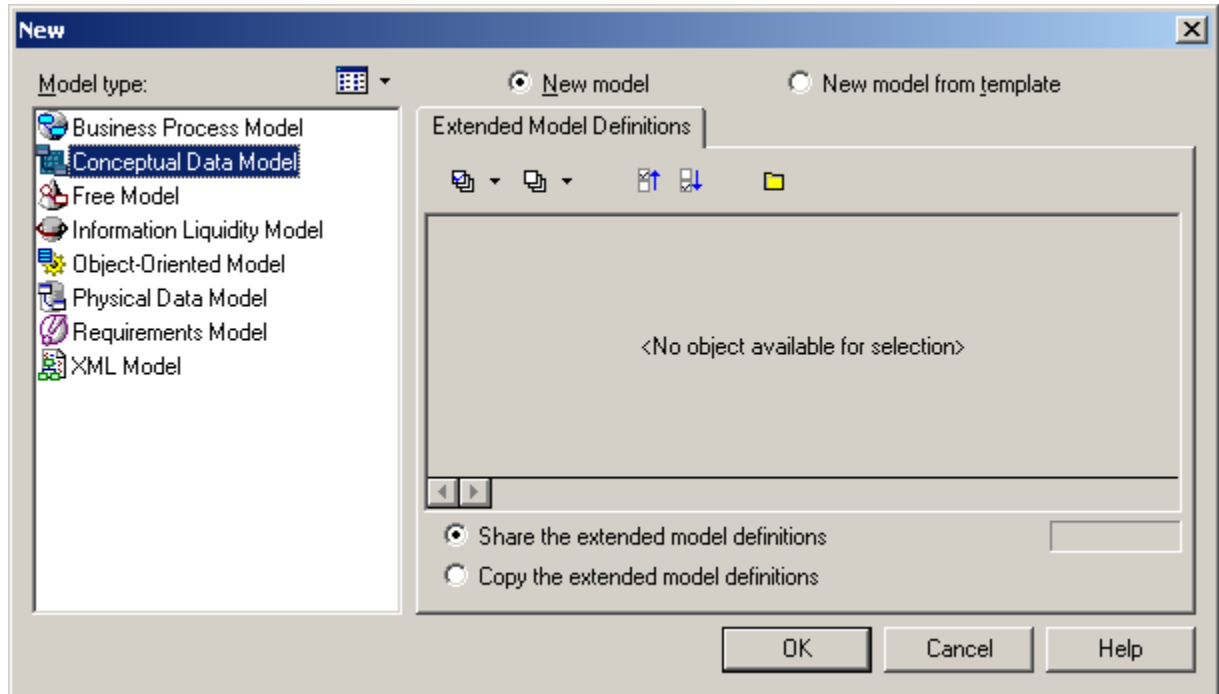 New
Model type:
New model
New model from template
Business Process Model
Conceptual Data Model
Free Model
Information Liquidity Model
Object-Oriented Model
Physical Data Model
Requirements Model
XML Model
Extended Model Definitions
<No object available for selection>
Share the extended model definitions
Copy the extended model definitions
OK
Cancel
Help